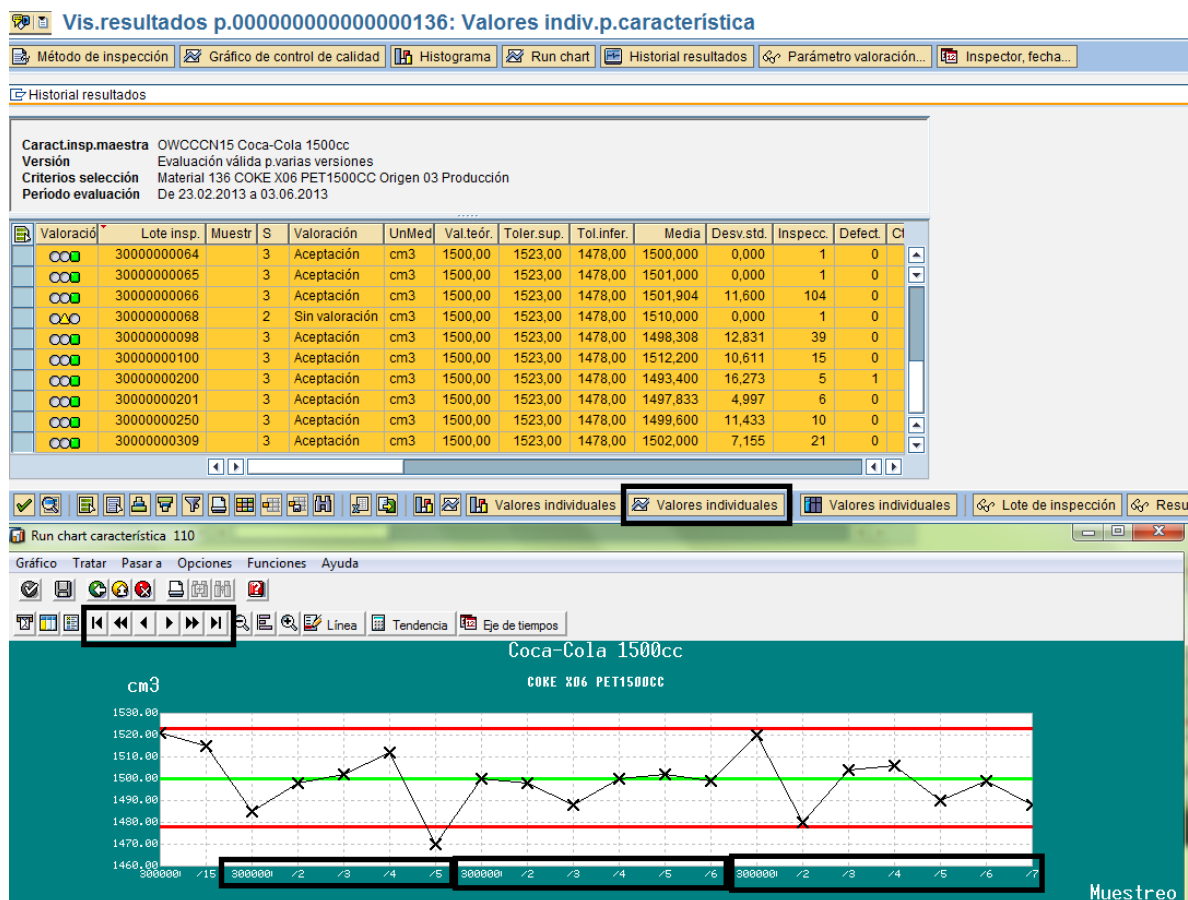 Vis.resultados p.000000000000000136: Valores indiv.p.característica
Método de inspección Gráfico de control de calidad Histograma Run chart Historial resultados Parámetro valoración... Inspector, fecha...
Historial resultados
Caract.insp.maestra OWCCCN15 Coca-Cola 1500cc
Versión Evaluación válida p.varias versiones
Criterios selección Material 136 COKE X06 PET1500CC Origen 03 Producción
Período evaluación De 23.02.2013 a 03.06.2013
Valoració Lote insp. Muestr S Valoración UnMed Val.teór. Toler.sup. Tol.infer. Media Desv.std. Inspecc. Defect. Ct
30000000064 3 Aceptación cm3 1500,00 1523,00 1478,00 1500,000 0,000 1 0
30000000065 3 Aceptación cm3 1500,00 1523,00 1478,00 1501,000 0,000 1 0
30000000066 3 Aceptación cm3 1500,00 1523,00 1478,00 1501,904 11,600 104 0
30000000068 2 Sin valoración cm3 1500,00 1523,00 1478,00 1510,000 0,000 1 0
30000000098 3 Aceptación cm3 1500,00 1523,00 1478,00 1498,308 12,831 39 0
30000000100 3 Aceptación cm3 1500,00 1523,00 1478,00 1512,200 10,611 15 0
30000000200 3 Aceptación cm3 1500,00 1523,00 1478,00 1493,400 16,273 5 1
30000000201 3 Aceptación cm3 1500,00 1523,00 1478,00 1497,833 4,997 6 0
30000000250 3 Aceptación cm3 1500,00 1523,00 1478,00 1499,600 11,433 10 0
30000000309 3 Aceptación cm3 1500,00 1523,00 1478,00 1502,000 7,155 21 0
Valores individuales Valores individuales Valores individuales Lote de inspección Resu
Run chart característica 110
Gráfico Tratar Pasar a Opciones Funciones Ayuda
Línea Tendencia Eje de tiempos
Coca-Cola 1500cc
COKE X06 PET1500CC
cm3
1530.00
1520.00
1510.00
1500.00
1490.00
1480.00
1470.00
1460.00
300000 /15 300000 /2 /3 /4 /5 300000 /2 /3 /4 /5 /6 300000 /2 /3 /4 /5 /6 /7
Muestreo